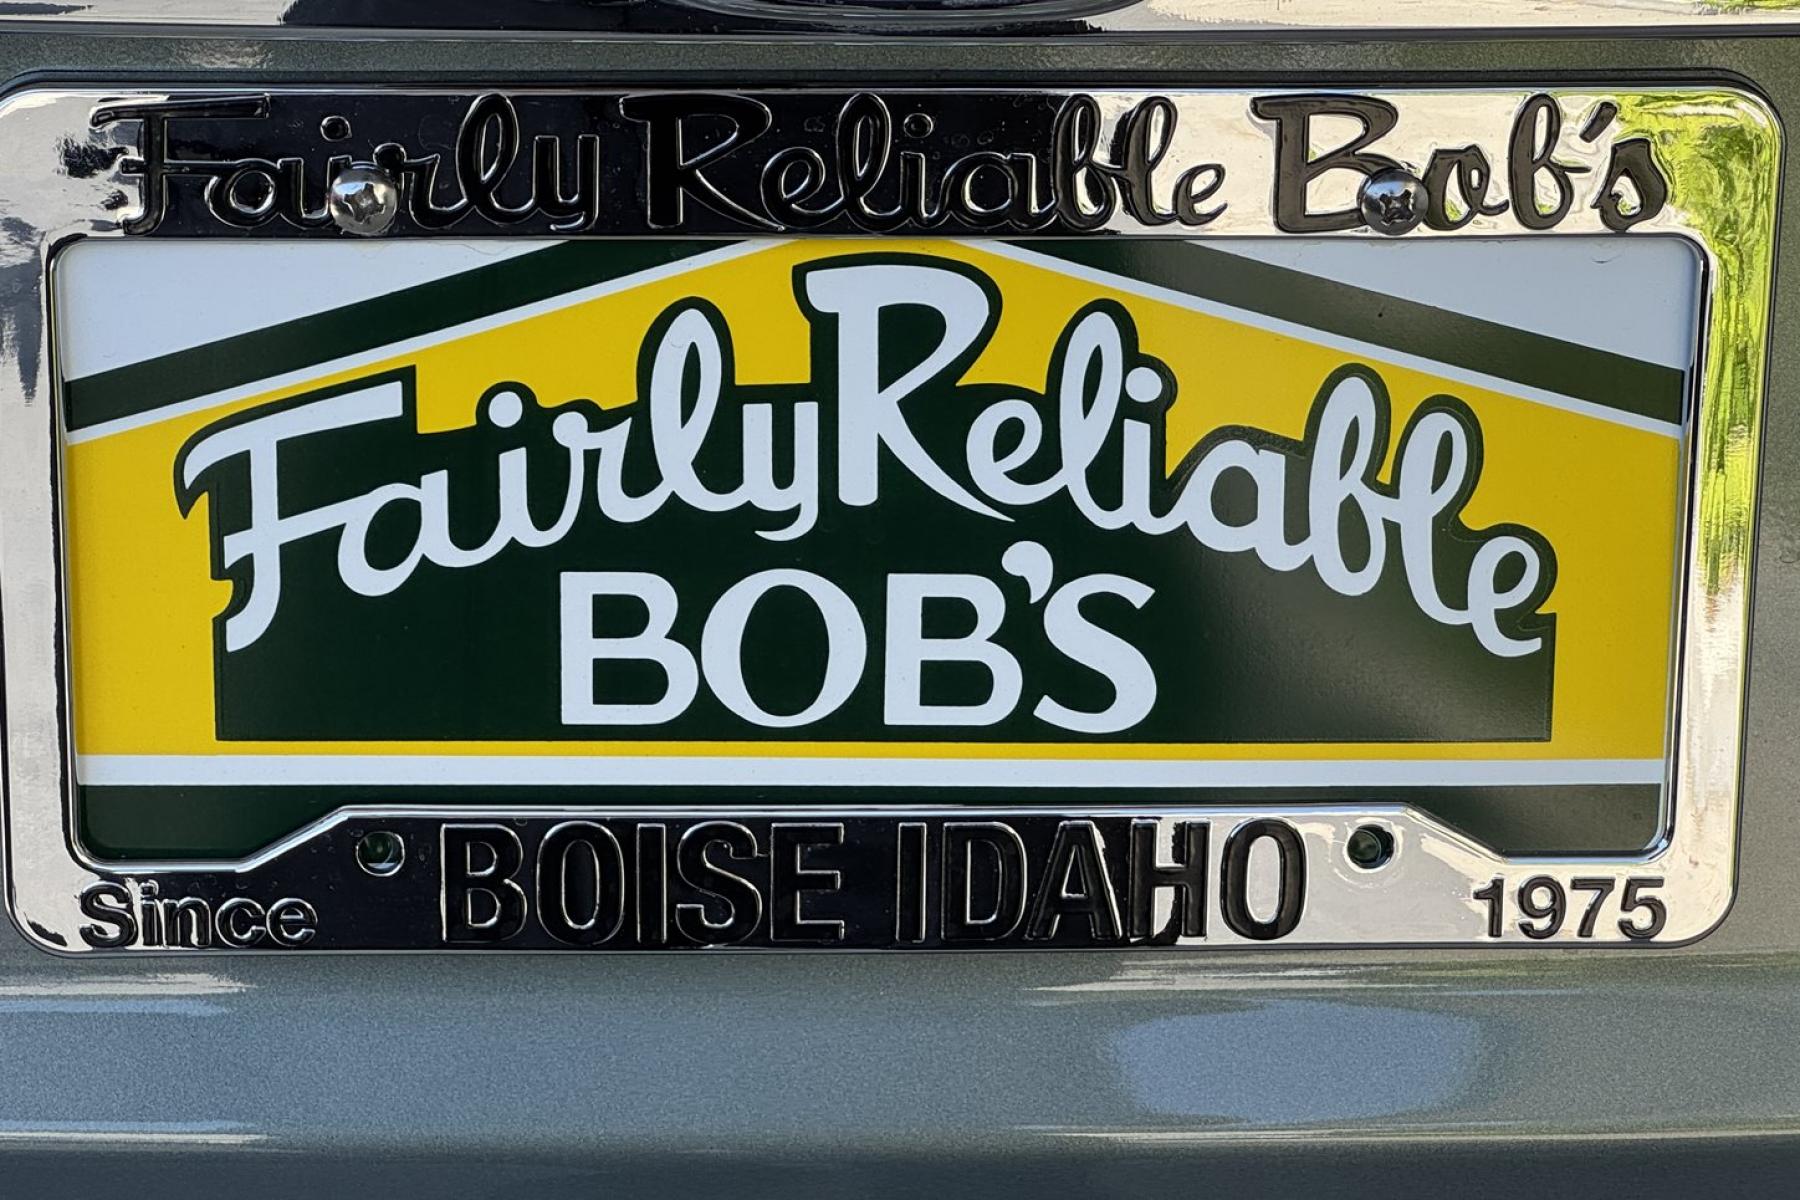 Fairly Reliable Bob's
Fairly Reliable
BOB'S
Since BOISE IDAHO 1975